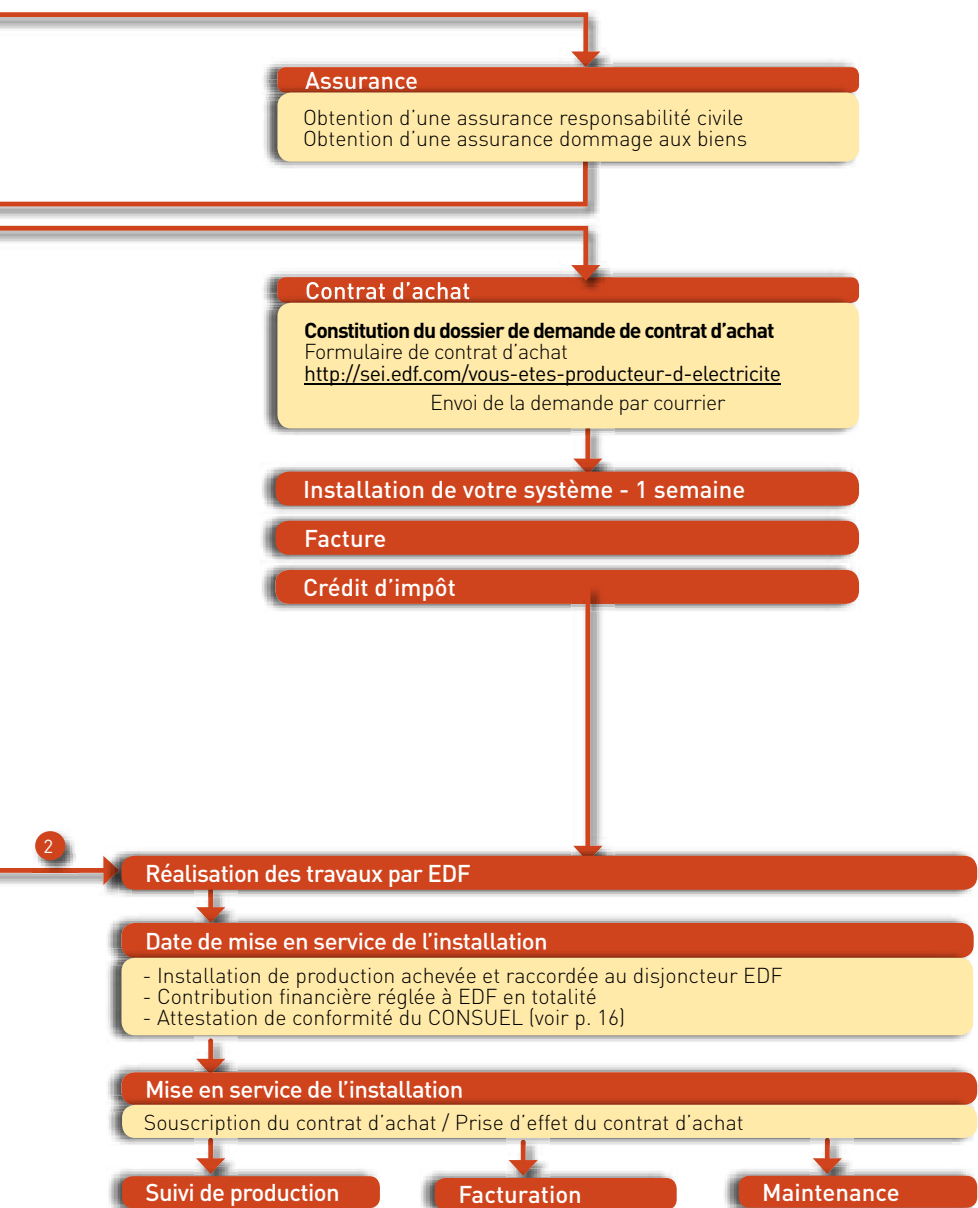 Assurance
Obtention d'une assurance responsabilité civile
Obtention d'une assurance dommage aux biens
Contrat d'achat
Constitution du dossier de demande de contrat d'achat
Formulaire de contrat d'achat
http://sei.edf.com/vous-etes-producteur-d-electricite
Envoi de la demande par courrier
Installation de votre système - 1 semaine
Facture
Crédit d'impôt
2
Réalisation des travaux par EDF
Date de mise en service de l'installation
- Installation de production achevée et raccordée au disjoncteur EDF
- Contribution financière réglée à EDF en totalité
- Attestation de conformité du CONSUEL (voir p. 16)
Mise en service de l'installation
Souscription du contrat d'achat / Prise d'effet du contrat d'achat
Suivi de production
Facturation
Maintenance